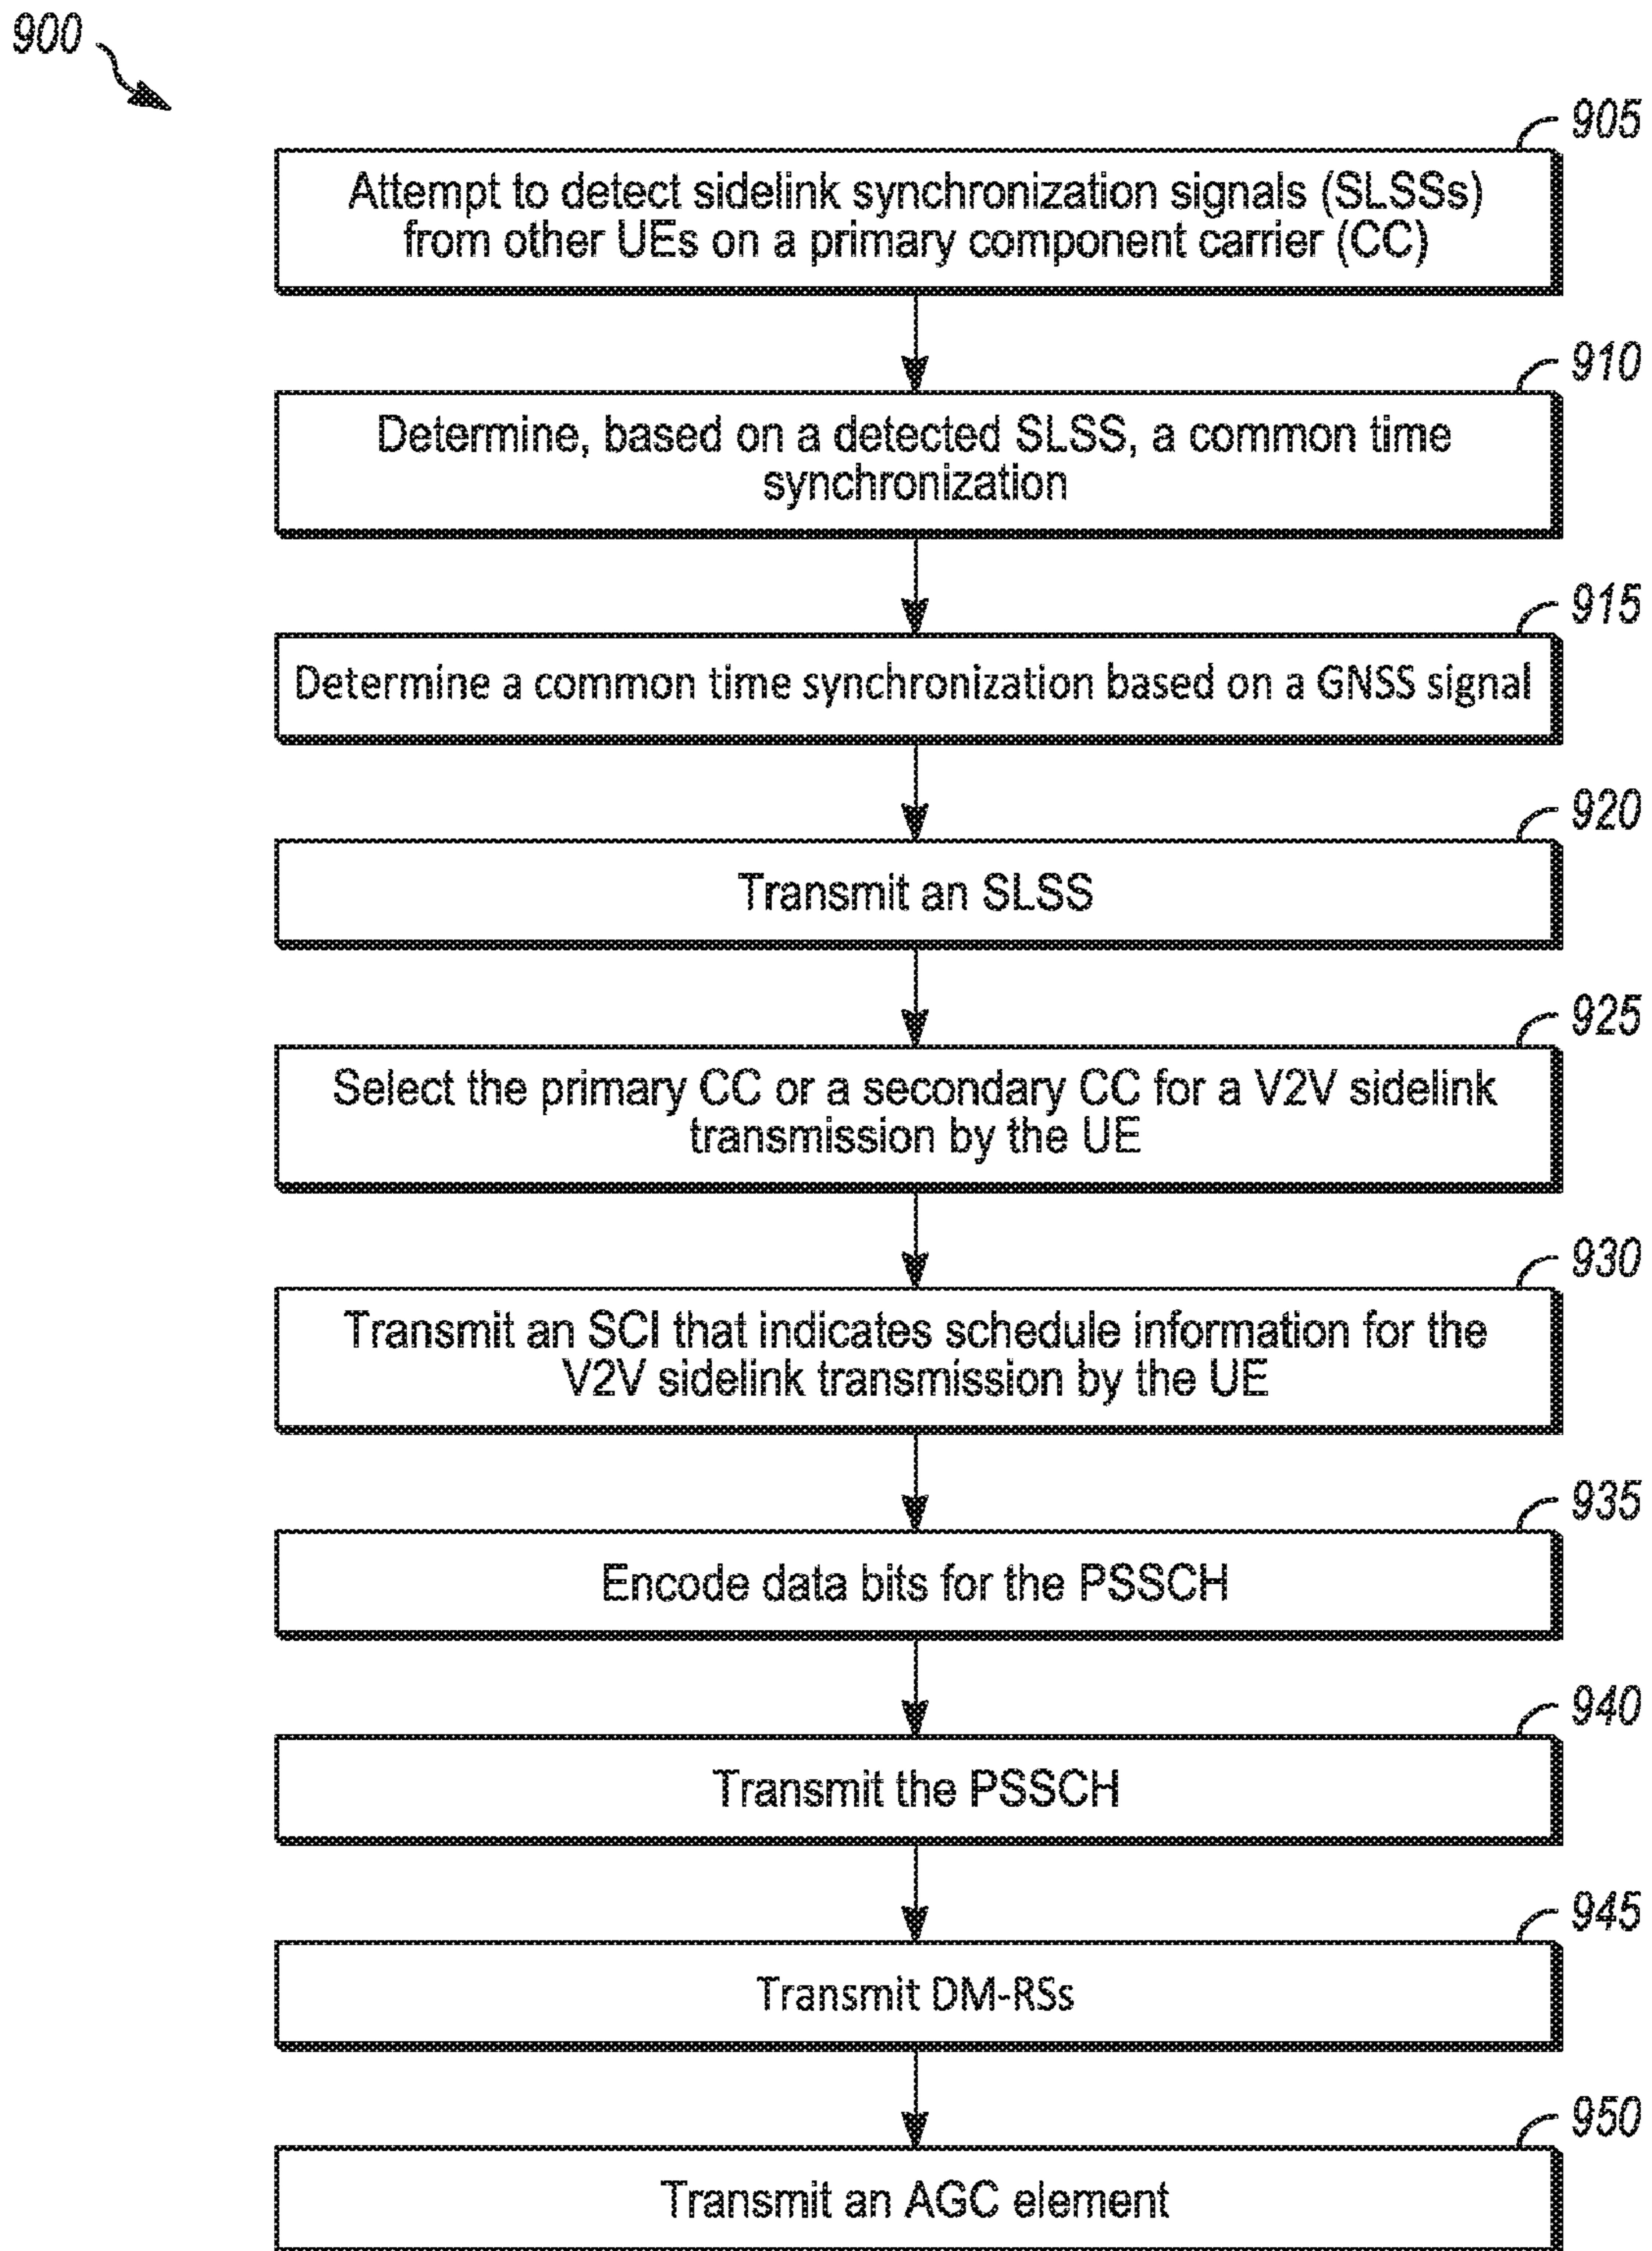 900
905
Attempt to detect sidelink synchronization signals (SLSSs)
from other UEs on a primary component carrier (CC)
910
Determine, based on a detected SLSS, a common time
synchronization
915
Determine a common time synchronization based on a GNSS signal
920
Transmit an SLSS
925
Select the primary CC or a secondary CC for a V2V sidelink
transmission by the UE
930
Transmit an SCI that indicates schedule information for the
V2V sidelink transmission by the UE
935
Encode data bits for the PSSCH
940
Transmit the PSSCH
945
Transmit DM-RSs
950
Transmit an AGC element